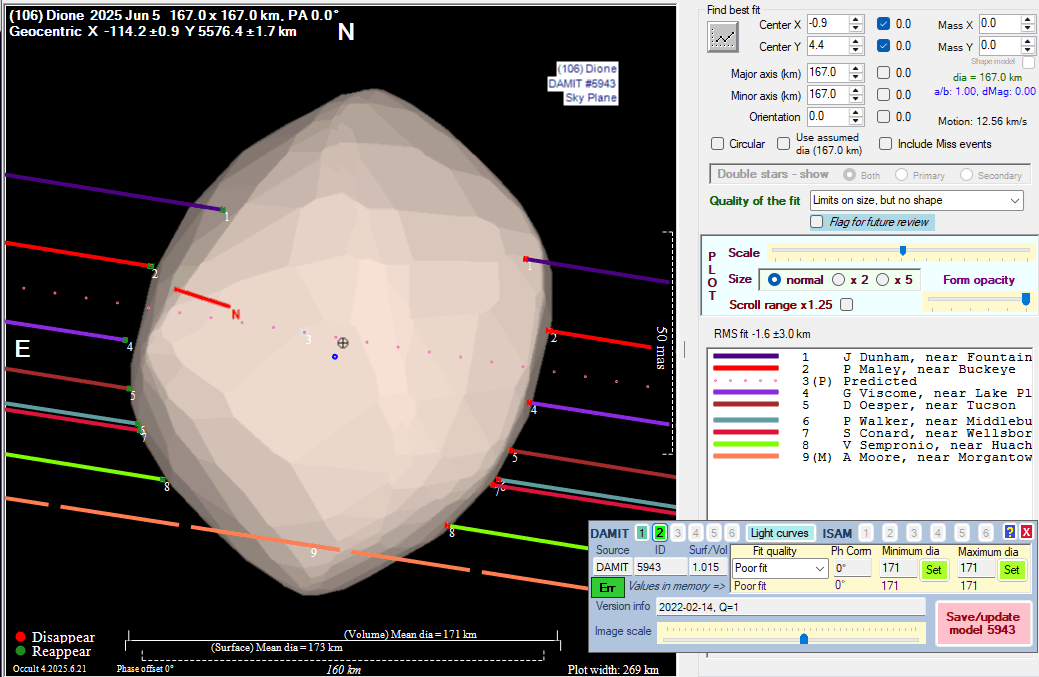 (106) Dione 2025 Jun 5 167.0 x 167.0 km, PA 0.0°
Geocentric X -114.2 ±0.9 Y 5576.4 ±1.7 km
N
(106) Dione
DAMIT #5943
Sky Plane
1
2
N
3
4
5
7
8
9
1
2
4
5
7
8
E
50 mas
Disappear
Reappear
Occult 4.2025.6.21
Phase offset 0°
(Volume) Mean dia = 171 km
(Surface) Mean dia = 173 km
160 km
Plot width: 269 km
Find best fit
Center X -0.9 0.0 Mass X 0.0
Center Y 4.4 0.0 Mass Y 0.0
Shape model
Major axis (km) 167.0 0.0 dia = 167.0 km
Minor axis (km) 167.0 0.0 a/b: 1.00, dMag: 0.00
Orientation 0.0 0.0 Motion: 12.56 km/s
Circular Use assumed dia (167.0 km) Include Miss events
Double stars - show Both Primary Secondary
Quality of the fit Limits on size, but no shape
Flag for future review
PLOT
Scale
Size normal x 2 x 5 Form opacity
Scroll range x1.25
RMS fit -1.6 ±3.0 km
1 J Dunham, near Fountain
2 P Maley, near Buckeye
3(P) Predicted
4 G Viscome, near Lake Pl
5 D Oesper, near Tucson
6 P Walker, near Middlebu
7 S Conard, near Wellsbor
8 V Sempronio, near Huach
9(M) A Moore, near Morgantow
DAMIT 1 2 3 4 5 6 Light curves ISAM 1 2 3 4 5 6 ? X
Source ID Surf/Vol Fit quality Ph Corrn Minimum dia Maximum dia
DAMIT 5943 1.015 Poor fit 0° 171 Set 171 Set
Err Values in memory => Poor fit 0° 171 171
Version info 2022-02-14, Q=1
Image scale
Save/update
model 5943